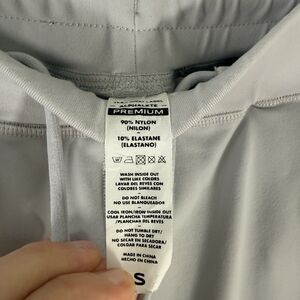 ALPHALETE
PREMIUM
90% NYLON
(NILON)
10% ELASTANE
(ELASTANO)
WASH INSIDE OUT
WITH LIKE COLORS
LAVAR DEL REVES CON
COLORES SIMILARES
DO NOT BLEACH
NO USE BLANQUEADOR
COOL IRON/IRON INSIDE OUT
USAR PLANCHA TEMPERATURA
/PLANCHAR DEL REVES
DO NOT TUMBLE DRY/
HANG TO DRY
NO SECAR EN SECADORA/
COLGAR PARA SECAR
MADE IN CHINA
HECHO EN CHINA
S